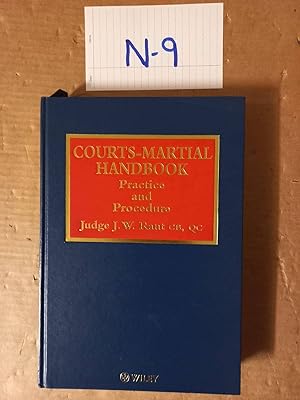 N-9
COURTS-MARTIAL
HANDBOOK
Practice
and
Procedure
Judge J. W. Rant CB, QC
WILEY